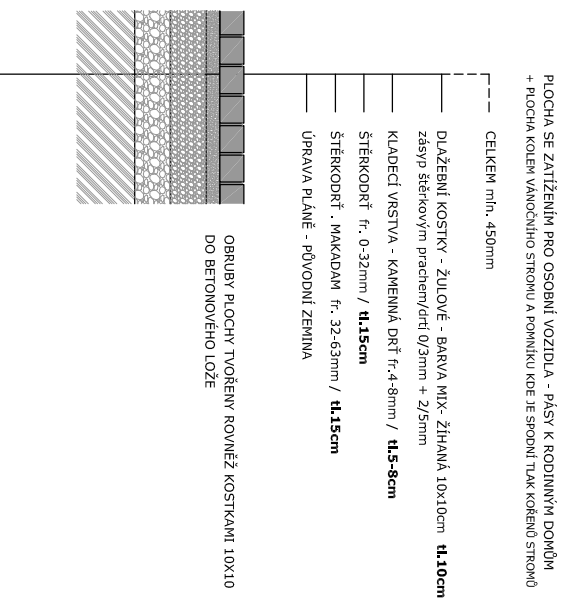 PLOCHA SE ZATÍŽENÍM PRO OSOBNÍ VOZIDLA - PÁSY K RODINNÝM DOMŮM
+ PLOCHA KOLEM VÁNOČNÍHO STROMU A POMNÍKU KDE JE SPODNÍ TLAK KOŘENŮ STROMŮ
CELKEM min. 450mm
DLAŽEBNÍ KOSTKY - ŽULOVÉ - BARVA MIX- ŽÍHANÁ 10x10cm tl.10cm
zásyp štěrkovým prachem/drtí 0/3mm + 2/5mm
KLADECÍ VRSTVA - KAMENNÁ DRŤ fr.4-8mm / tl.5-8cm
ŠTĚRKODRŤ fr. 0-32mm / tl.15cm
ŠTĚRKODRŤ . MAKADAM fr. 32-63mm / tl.15cm
ÚPRAVA PLÁNĚ - PŮVODNÍ ZEMINA
OBRUBY PLOCHY TVOŘENY ROVNĚŽ KOSTKAMI 10X10
DO BETONOVÉHO LOŽE